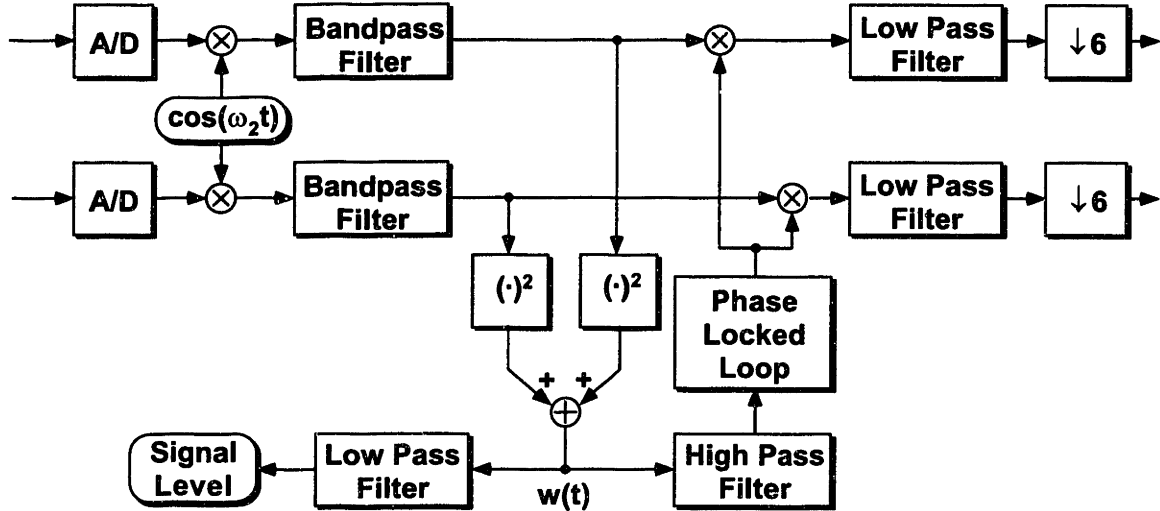 A/D
Bandpass
Filter
Low Pass
Filter
↓6
cos(ω₂t)
A/D
Bandpass
Filter
Low Pass
Filter
↓6
(·)²
(·)²
Phase
Locked
Loop
+
+
Signal
Level
Low Pass
Filter
w(t)
High Pass
Filter